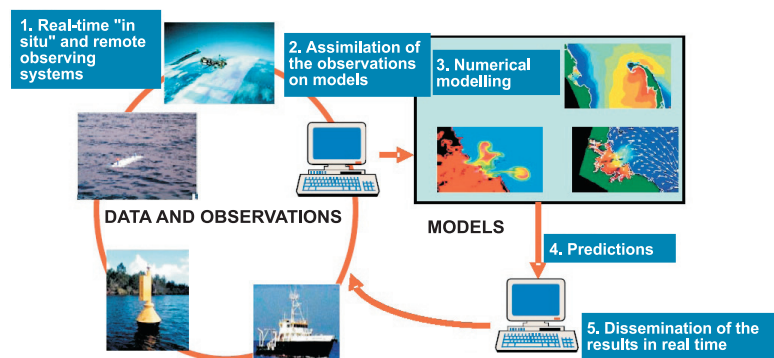 1. Real-time "in
situ" and remote
observing
systems
2. Assimilation of
the observations
on models
3. Numerical
modelling
DATA AND OBSERVATIONS
MODELS
4. Predictions
5. Dissemination of the
results in real time